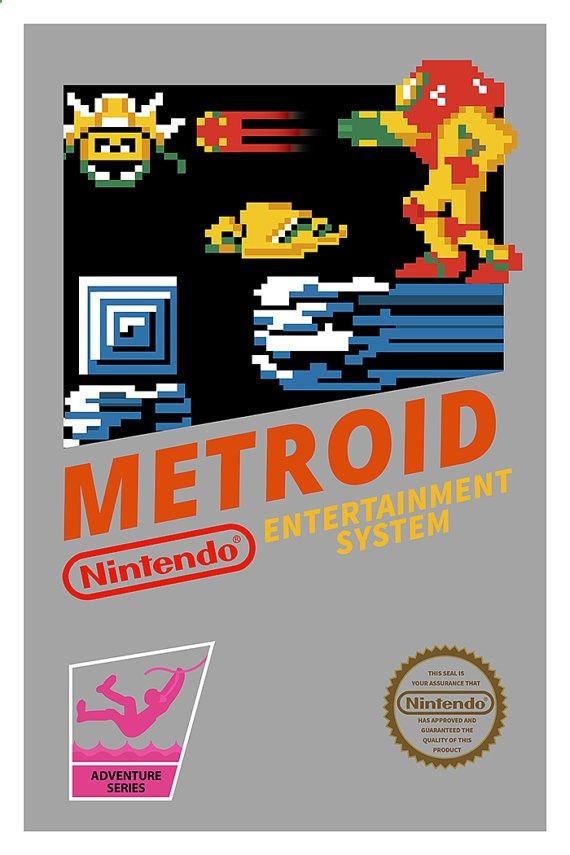 METROID
Nintendo®
ENTERTAINMENT
SYSTEM
ADVENTURE
SERIES
THIS SEAL IS
YOUR ASSURANCE THAT
Nintendo®
HAS APPROVED AND
GUARANTEED THE
QUALITY OF THIS
PRODUCT